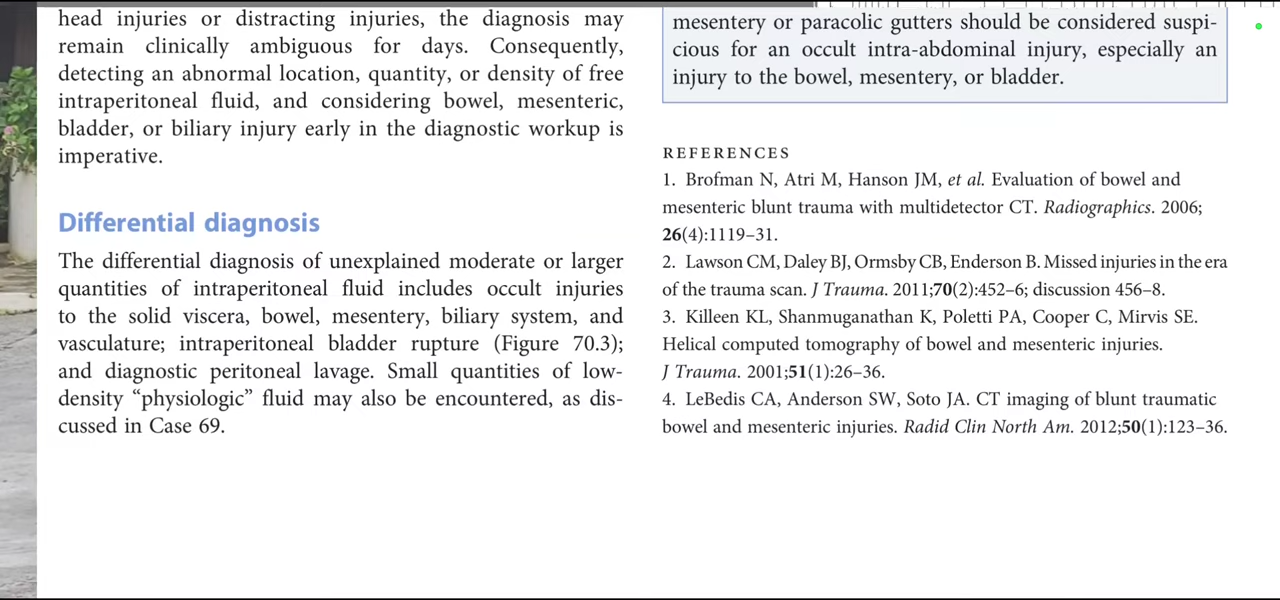 head injuries or distracting injuries, the diagnosis may
remain clinically ambiguous for days. Consequently,
detecting an abnormal location, quantity, or density of free
intraperitoneal fluid, and considering bowel, mesenteric,
bladder, or biliary injury early in the diagnostic workup is
imperative.
Differential diagnosis
The differential diagnosis of unexplained moderate or larger
quantities of intraperitoneal fluid includes occult injuries
to the solid viscera, bowel, mesentery, biliary system, and
vasculature; intraperitoneal bladder rupture (Figure 70.3);
and diagnostic peritoneal lavage. Small quantities of low-
density “physiologic” fluid may also be encountered, as dis-
cussed in Case 69.
mesentery or paracolic gutters should be considered suspi-
cious for an occult intra-abdominal injury, especially an
injury to the bowel, mesentery, or bladder.
REFERENCES
1. Brofman N, Atri M, Hanson JM, et al. Evaluation of bowel and
mesenteric blunt trauma with multidetector CT. Radiographics. 2006;
26(4):1119–31.
2. Lawson CM, Daley BJ, Ormsby CB, Enderson B. Missed injuries in the era
of the trauma scan. J Trauma. 2011;70(2):452–6; discussion 456–8.
3. Killeen KL, Shanmuganathan K, Poletti PA, Cooper C, Mirvis SE.
Helical computed tomography of bowel and mesenteric injuries.
J Trauma. 2001;51(1):26–36.
4. LeBedis CA, Anderson SW, Soto JA. CT imaging of blunt traumatic
bowel and mesenteric injuries. Radid Clin North Am. 2012;50(1):123–36.